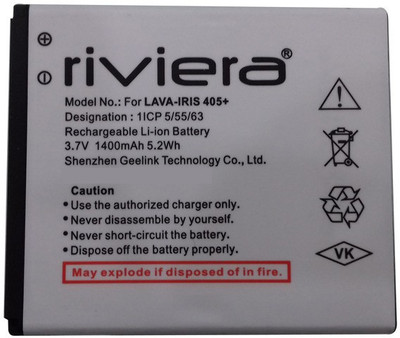 riviera®
Model No.: For LAVA-IRIS 405+
Designation : 1ICP 5/55/63
Rechargeable Li-ion Battery
3.7V 1400mAh 5.2Wh
Shenzhen Geelink Technology Co., Ltd.
Caution
• Use the authorized charger only.
• Never disassemble by yourself.
• Never short-circuit the battery.
• Dispose off the battery properly.
May explode if disposed of in fire.
VK